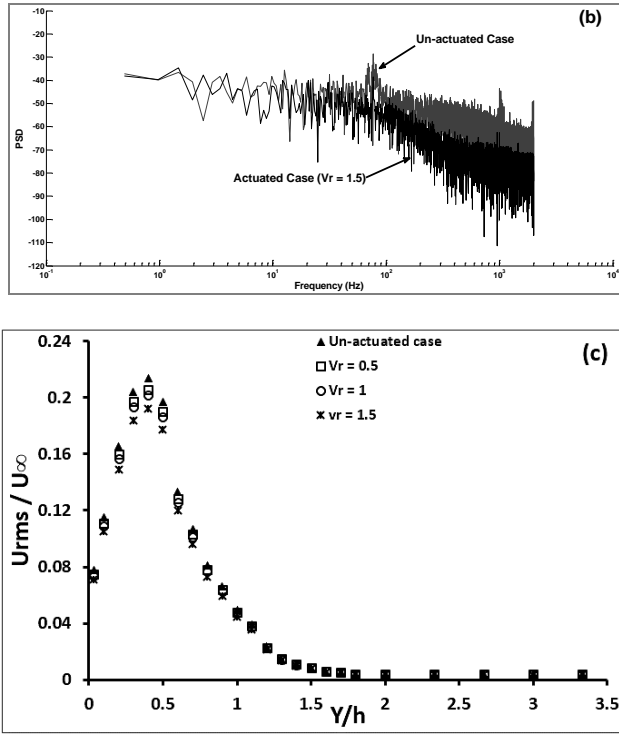 (b)
-10
-20
-30
-40
-50
-60
-70
-80
-90
-100
-110
-120
PSD
Un-actuated Case
Actuated Case (Vr = 1.5)
10-1 100 101 102 103 104
Frequency (Hz)
(c)
Un-actuated case
Vr = 0.5
Vr = 1
vr = 1.5
0.24
0.2
0.16
0.12
0.08
0.04
0
Urms / U∞
0 0.5 1 1.5 2 2.5 3 3.5
Y/h